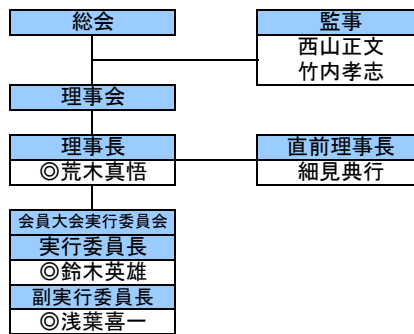 総会
監事
西山正文
竹内孝志
理事会
理事長
◎荒木真悟
直前理事長
細見典行
会員大会実行委員会
実行委員長
◎鈴木英雄
副実行委員長
◎浅葉喜一